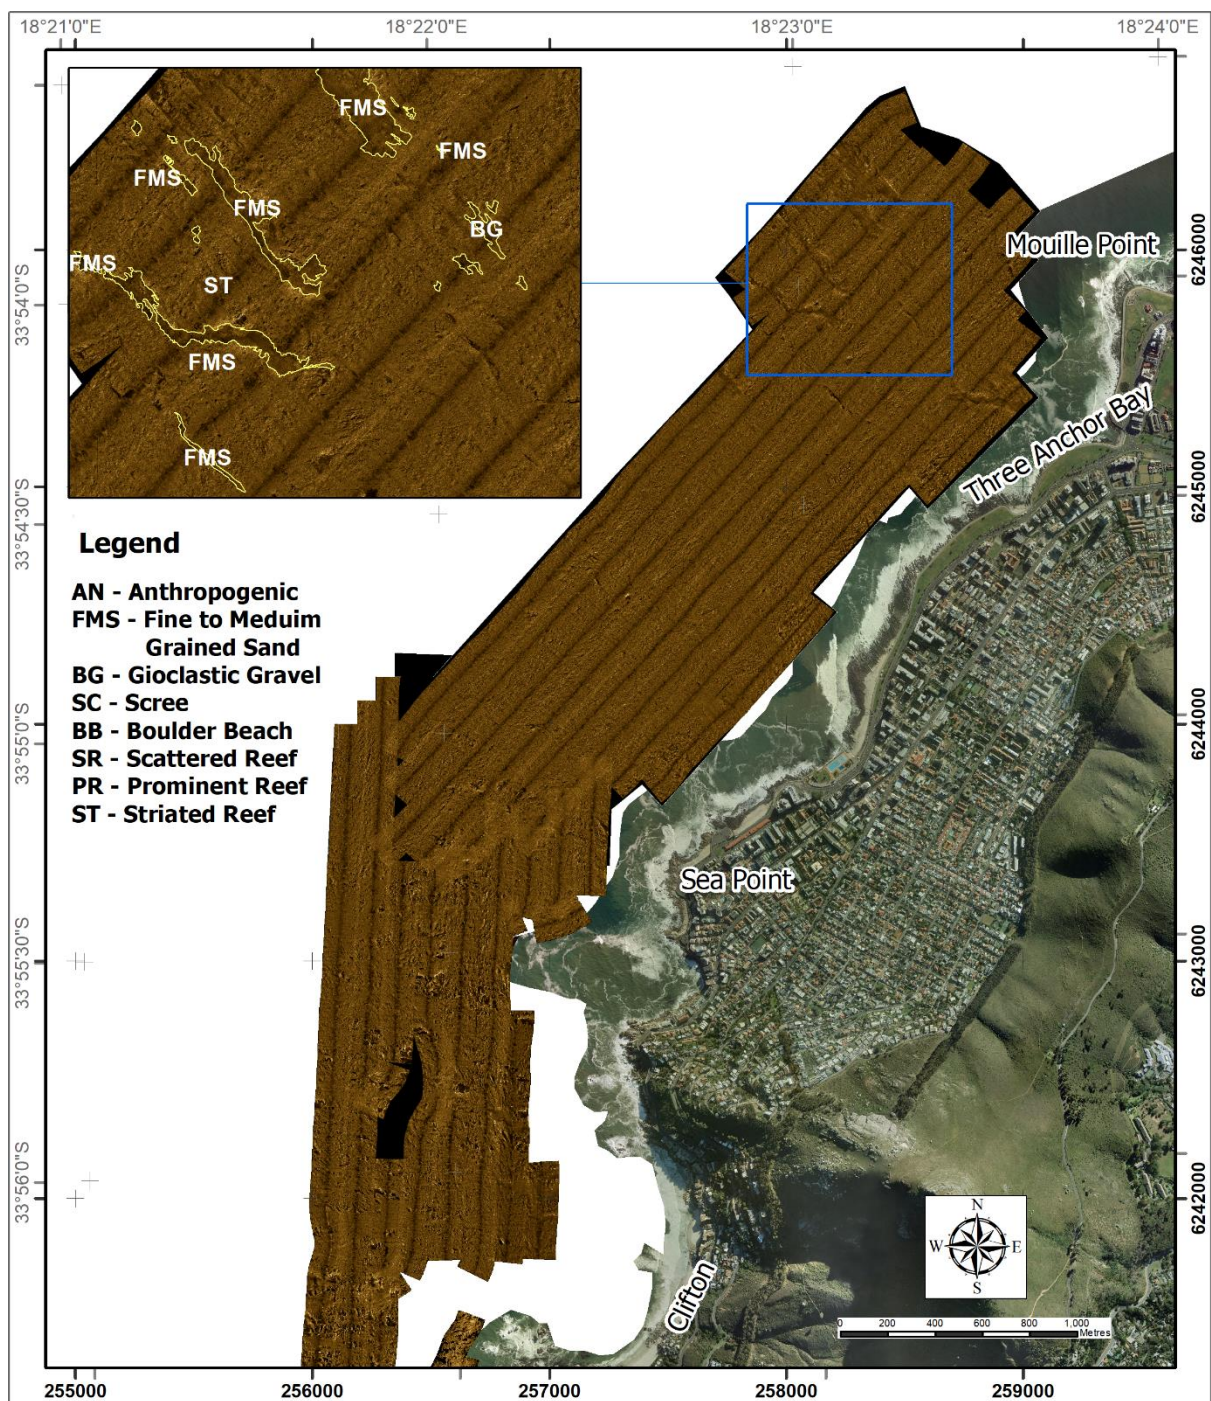 18°21'0"E
18°22'0"E
18°23'0"E
18°24'0"E
FMS
FMS
FMS
FMS
BG
FMS
ST
FMS
FMS
Mouille Point
Three Anchor Bay
Sea Point
Clifton
Legend
AN - Anthropogenic
FMS - Fine to Meduim
Grained Sand
BG - Gioclastic Gravel
SC - Scree
BB - Boulder Beach
SR - Scattered Reef
PR - Prominent Reef
ST - Striated Reef
33°54'0"S
33°54'30"S
33°55'0"S
33°55'30"S
33°56'0"S
6246000
6245000
6244000
6243000
6242000
N
W
E
S
0 200 400 600 800 1,000
Metres
255000
256000
257000
258000
259000